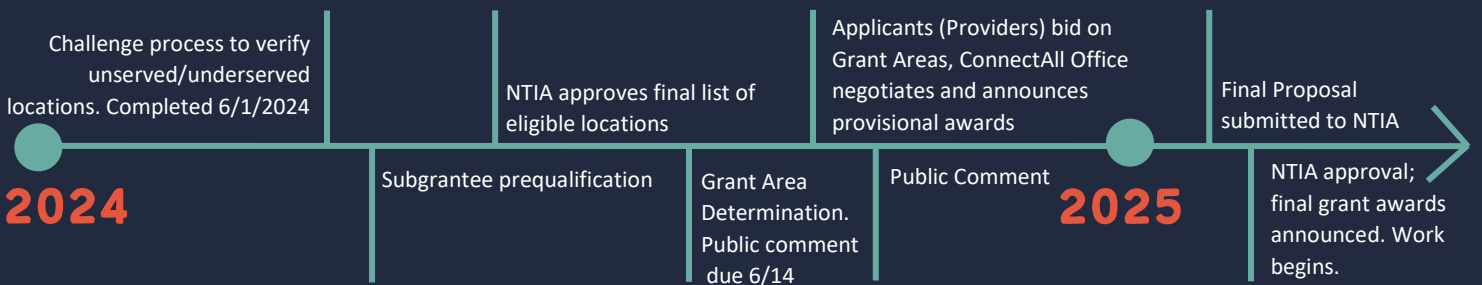 Challenge process to verify
unserved/underserved
locations. Completed 6/1/2024
2024
Subgrantee prequalification
NTIA approves final list of
eligible locations
Grant Area
Determination.
Public comment
due 6/14
Applicants (Providers) bid on
Grant Areas, ConnectAll Office
negotiates and announces
provisional awards
Public Comment
2025
Final Proposal
submitted to NTIA
NTIA approval;
final grant awards
announced. Work
begins.